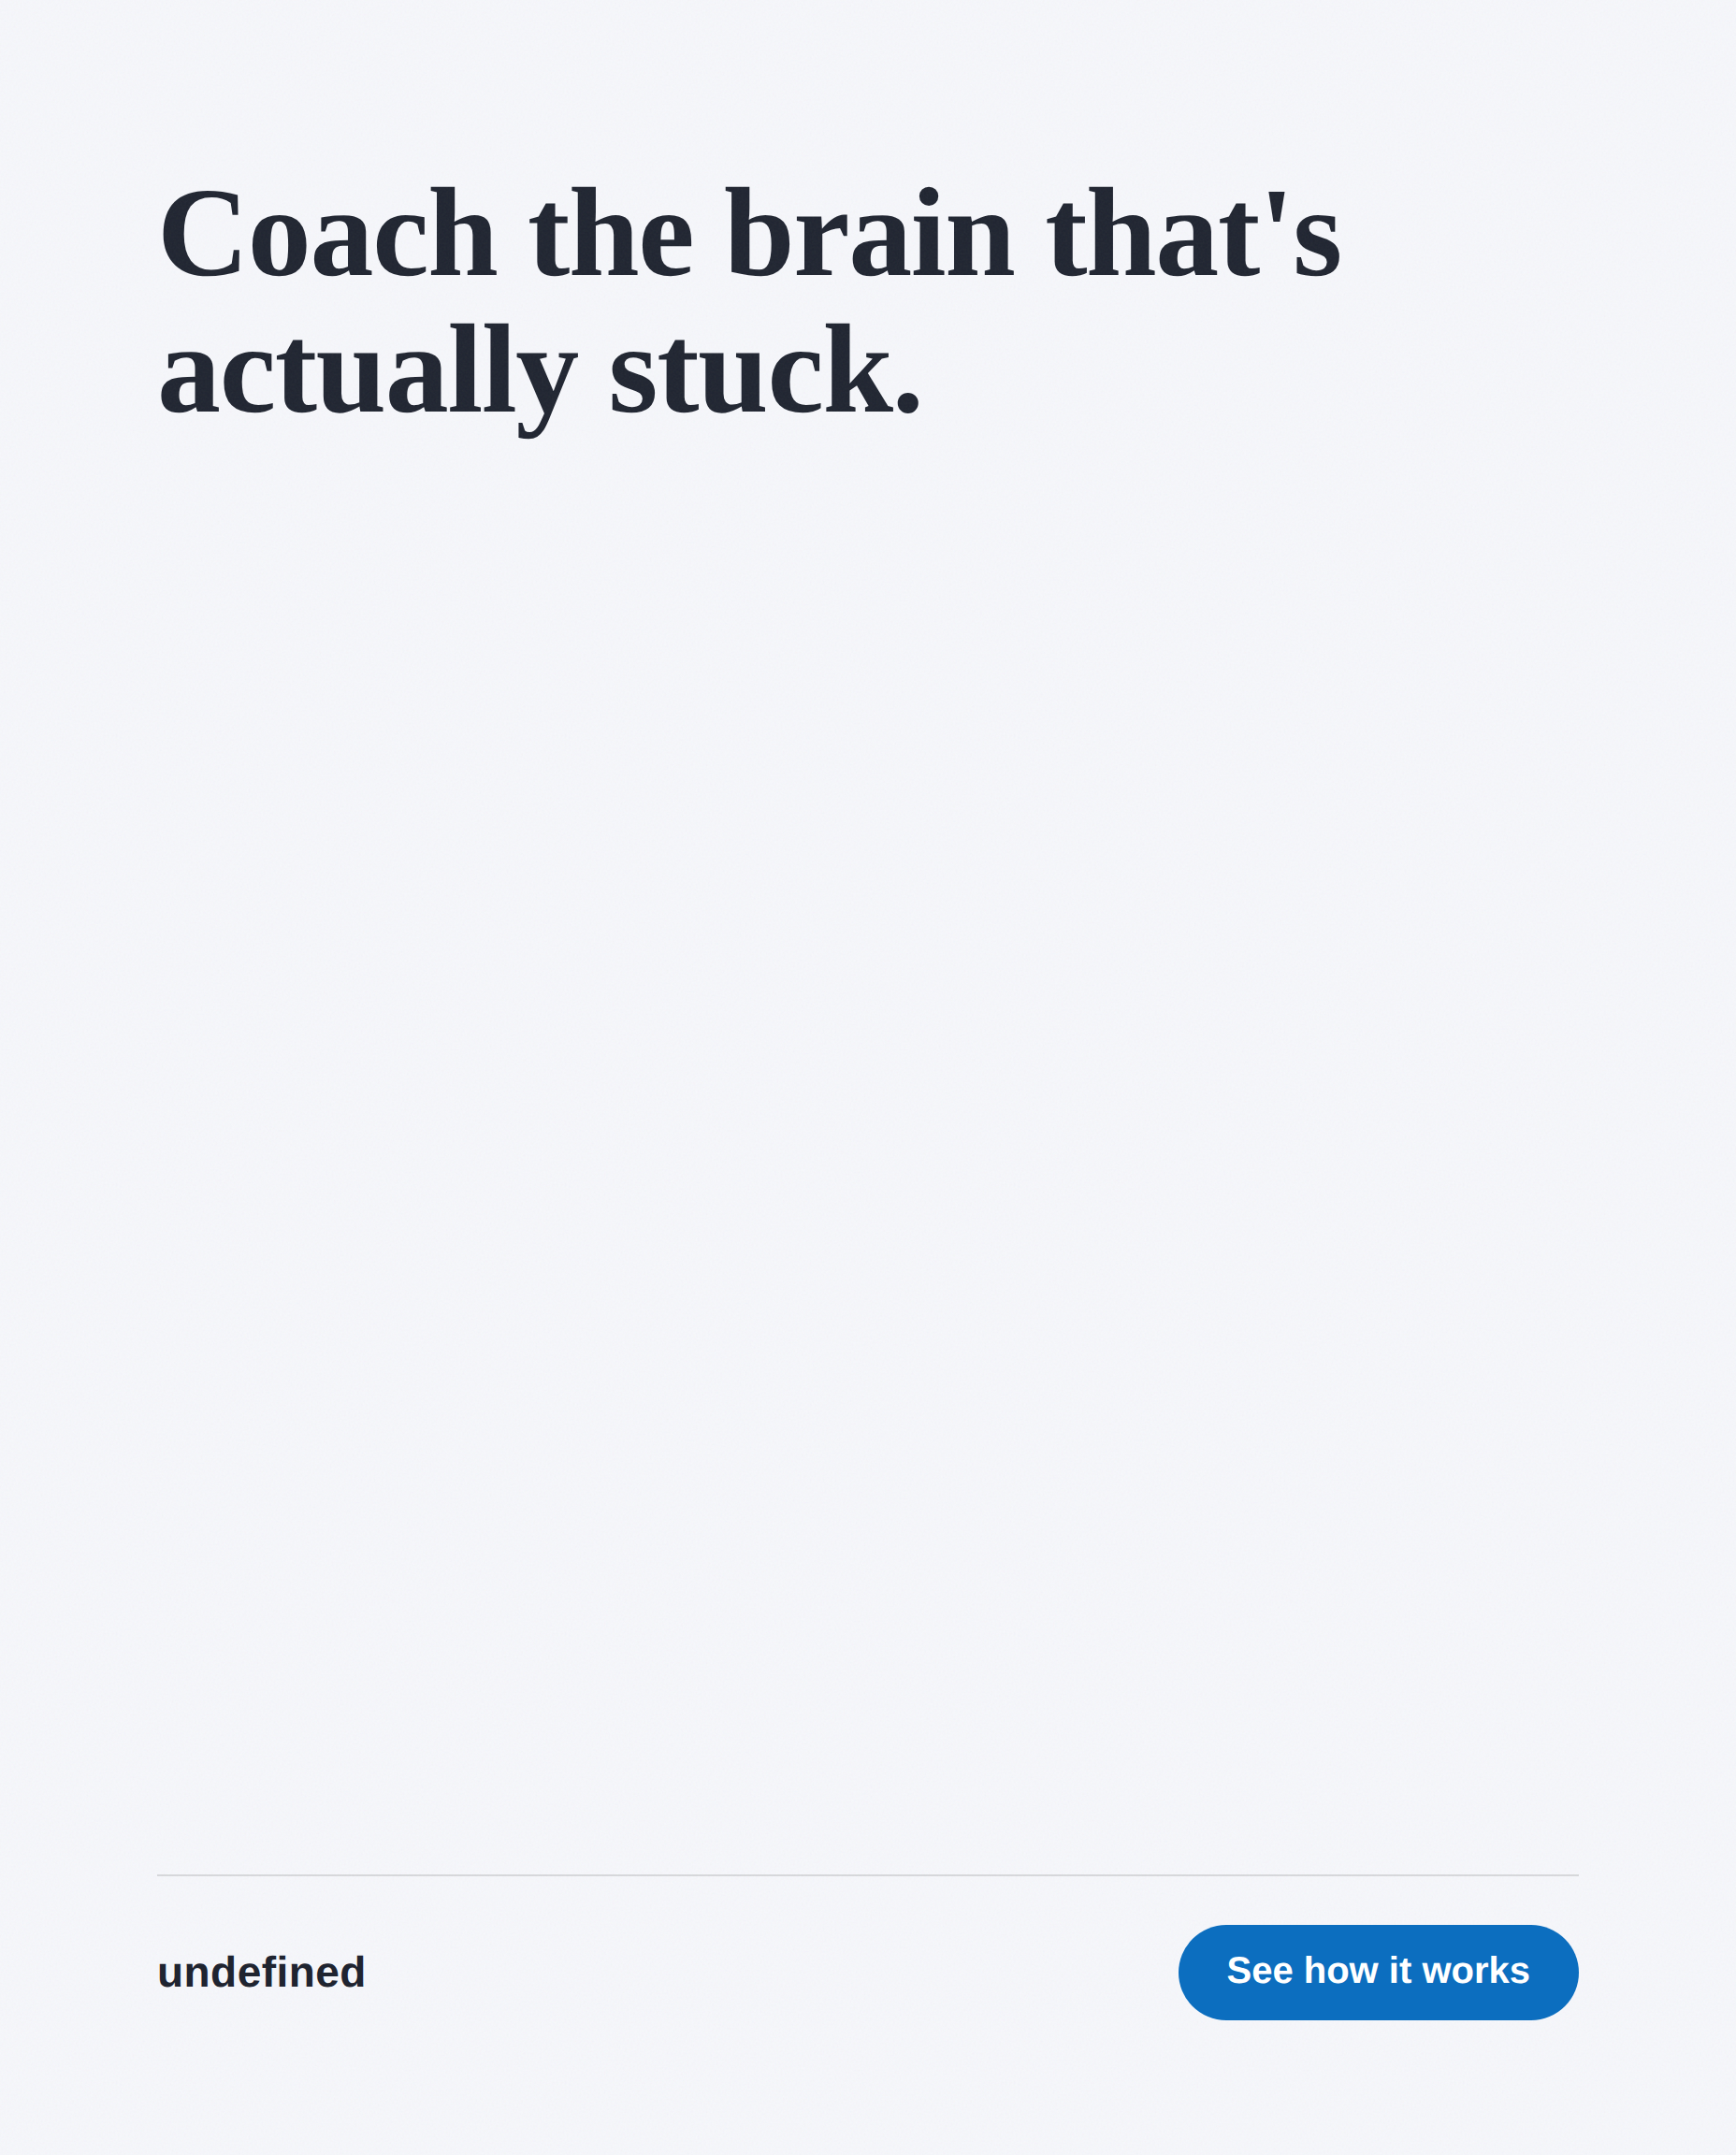 Coach the brain that's
actually stuck.
undefined
See how it works